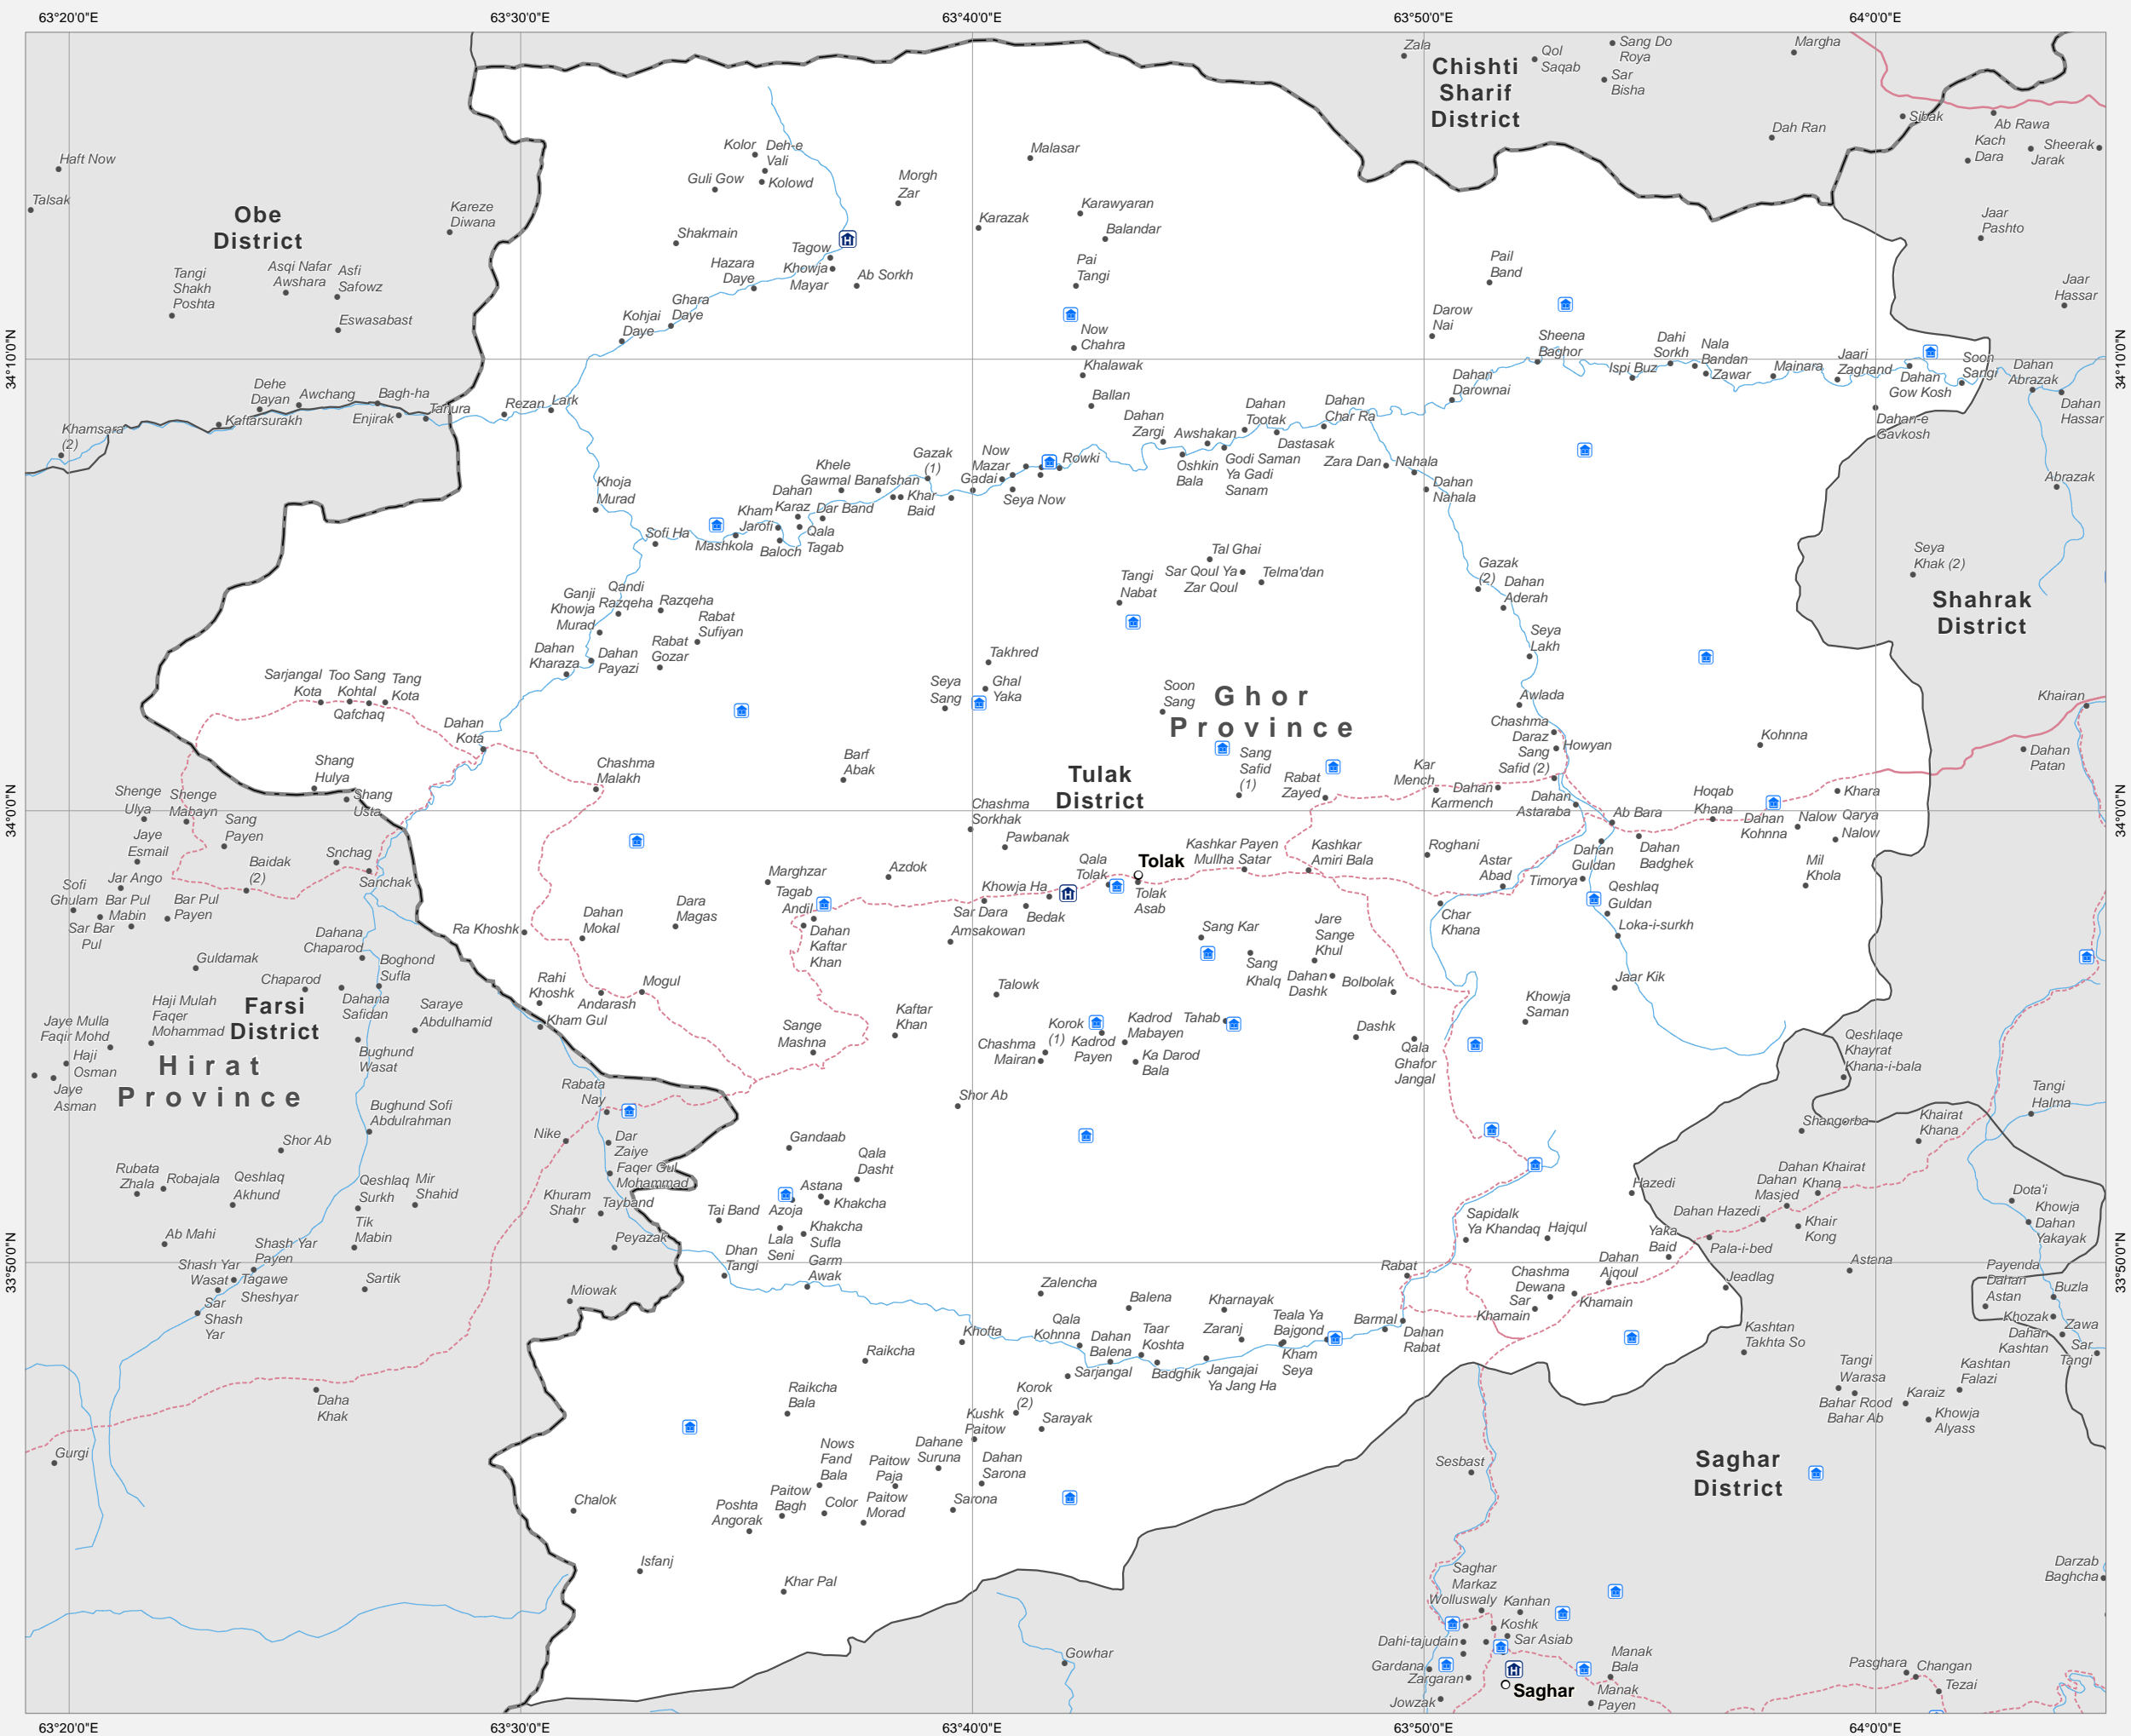 63°20'0"E
63°30'0"E
63°40'0"E
63°50'0"E
64°0'0"E
34°10'0"N
34°0'0"N
33°50'0"N
34°10'0"N
34°0'0"N
33°50'0"N
Chishti
Sharif
District
Zala
Qol
Saqab
Sang Do
Roya
Sar
Bisha
Margha
Dah Ran
Sibak
Ab Rawa
Kach
Dara
Jarak
Sheerak
Jaar
Pashto
Jaar
Hassar
Haft Now
Talsak
Obe
District
Kareze
Diwana
Tangi
Shakh
Poshta
Asqi Nafar
Awshara
Asfi
Safowz
Eswasabast
Dehe
Dayan
Awchang
Bagh-ha
Kaftarsurakh
Enjirak
Tanura
Khamsara
(2)
Rezan
Lark
Kolor
Deh-e
Vali
Guli Gow
Kolowd
Morgh
Zar
Malasar
Karawyaran
Karazak
Balandar
Shakmain
Tagow
Hazara
Daye
Khowja
Mayar
Ab Sorkh
Pai
Tangi
Ghara
Daye
Kohjai
Daye
Now
Chahra
Khalawak
Ballan
Pail
Band
Darow
Nai
Sheena
Baghor
Dahi
Sorkh
Nala
Bandan
Zawar
Ispi Buz
Mainara
Jaari
Zaghand
Dahan
Gow Kosh
Soon
Sangi
Dahan
Abrazak
Dahan
Hassar
Dahan-e
Gavkosh
Abrazak
Dahan
Darownai
Dahan
Zargi
Awshakan
Dahan
Tootak
Dahan
Char Ra
Dastasak
Oshkin
Bala
Godi Saman
Ya Gadi
Sanam
Zara Dan
Nahala
Dahan
Nahala
Khoja
Murad
Sofi Ha
Mashkola
Kham
Jarofi
Baloch
Dahan
Karaz
Qala
Tagab
Dar Band
Khele
Gawmal
Banafshan
Gazak
(1)
Khar
Baid
Gadai
Now
Mazar
Seya Now
Rowki
Tal Ghai
Sar Qoul Ya
Zar Qoul
Telma'dan
Tangi
Nabat
Gazak
(2)
Dahan
Aderah
Seya
Lakh
Seya
Khak (2)
Shahrak
District
Qandi
Razqeha
Ganji
Khowja
Murad
Razqeha
Rabat
Sufiyan
Rabat
Gozar
Dahan
Kharaza
Dahan
Payazi
Takhred
Ghal
Yaka
Seya
Sang
Soon
Sang
Ghor
Province
Awlada
Chashma
Daraz
Sang
Safid (2)
Howyan
Kohnna
Khairan
Dahan
Patan
Sarjangal
Kota
Too Sang
Kohtal
Qafchaq
Tang
Kota
Dahan
Kota
Shang
Hulya
Shang
Usta
Chashma
Malakh
Barf
Abak
Tulak
District
Sang
Safid
(1)
Rabat
Zayed
Kar
Mench
Dahan
Karmench
Dahan
Astaraba
Ab Bara
Hoqab
Khana
Khara
Dahan
Kohnna
Nalow
Qarya
Nalow
Mil
Khola
Shenge
Ulya
Shenge
Mabayn
Jaye
Esmail
Sang
Payen
Baidak
(2)
Snchag
Sanchak
Jar Ango
Sofi
Ghulam
Bar Pul
Mabin
Bar Pul
Payen
Sar Bar
Pul
Chashma
Sorkhak
Pawbanak
Azdok
Marghzar
Tagab
Andil
Dahan
Kaftar
Khan
Khowja Ha
Qala
Tolak
Tolak
Tolak
Asab
Sar Dara
Bedak
Amsakowan
Kashkar Payen
Mullha Satar
Kashkar
Amiri Bala
Roghani
Astar
Abad
Dahan
Guldan
Timorya
Dahan
Badghek
Qeshlaq
Guldan
Loka-i-surkh
Jaar Kik
Char
Khana
Sang Kar
Sang
Khalq
Jare
Sange
Khul
Dahan
Dashk
Bolbolak
Khowja
Saman
Dashk
Qala
Ghafor
Jangal
Ra Khoshk
Dahan
Mokal
Dara
Magas
Rahi
Khoshk
Andarash
Mogul
Kham Gul
Sange
Mashna
Kaftar
Khan
Talowk
Korok
(1)
Chashma
Mairan
Kadrod
Payen
Kadrod
Mabayen
Ka Darod
Bala
Tahab
Shor Ab
Guldamak
Dahana
Chaparod
Boghond
Sufla
Chaparod
Dahana
Safidan
Saraye
Abdulhamid
Farsi
District
Haji Mulah
Faqer
Mohammad
Jaye Mulla
Faqir Mohd
Haji
Osman
Jaye
Asman
Hirat
Province
Bughund
Wasat
Bughund Sofi
Abdulrahman
Shor Ab
Rabata
Nay
Nike
Dar
Zaiye
Faqer Gul
Mohammad
Khuram
Shahr
Tayband
Peyazak
Miowak
Rubata
Zhala
Robajala
Qeshlaq
Akhund
Qeshlaq
Surkh
Mir
Shahid
Tik
Mabin
Ab Mahi
Shash Yar
Payen
Shash Yar
Wasat
Tagawe
Sheshyar
Sar
Shash
Yar
Sartik
Daha
Khak
Gurgi
Gandaab
Qala
Dasht
Astana
Khakcha
Azoja
Tai Band
Lala
Seni
Khakcha
Sufla
Dhan
Tangi
Garm
Awak
Zalencha
Balena
Kharnayak
Zaranj
Teala Ya
Bajgond
Khofta
Qala
Kohnna
Dahan
Balena
Taar
Koshta
Sarjangal
Badghik
Jangajai
Ya Jang Ha
Kham
Seya
Barmal
Rabat
Dahan
Rabat
Sapidalk
Ya Khandaq
Hajqul
Hazedi
Yaka
Baid
Dahan
Ajqoul
Chashma
Dewana
Sar
Khamain
Khamain
Jeadlag
Pala-i-bed
Dahan Hazedi
Dahan
Masjed
Dahan Khairat
Khana
Khair
Kong
Astana
Qeshlaqe
Khayrat
Khana-i-bala
Shangorba
Khairat
Khana
Tangi
Halma
Dota'i
Khowja
Dahan
Yakayak
Payenda
Dahan
Astan
Buzla
Khozak
Zawa
Dahan
Kashtan
Sar
Tangi
Kashtan
Takhta So
Tangi
Warasa
Bahar Rood
Bahar Ab
Karaiz
Kashtan
Falazi
Khowja
Alyass
Raikcha
Raikcha
Bala
Korok
(2)
Kushk
Paitow
Sarayak
Nows
Fand
Bala
Paitow
Paja
Dahane
Suruna
Dahan
Sarona
Paitow
Bagh
Color
Paitow
Morad
Sarona
Poshta
Angorak
Chalok
Isfanj
Khar Pal
Gowhar
Sesbast
Saghar
District
Saghar
Markaz
Wolluswaly
Kanhan
Koshk
Sar Asiab
Dahi-tajudain
Gardana
Zargaran
Jowzak
Saghar
Manak
Bala
Manak
Payen
Pasghara
Changan
Tezai
Darzab
Baghcha
63°20'0"E
63°30'0"E
63°40'0"E
63°50'0"E
64°0'0"E